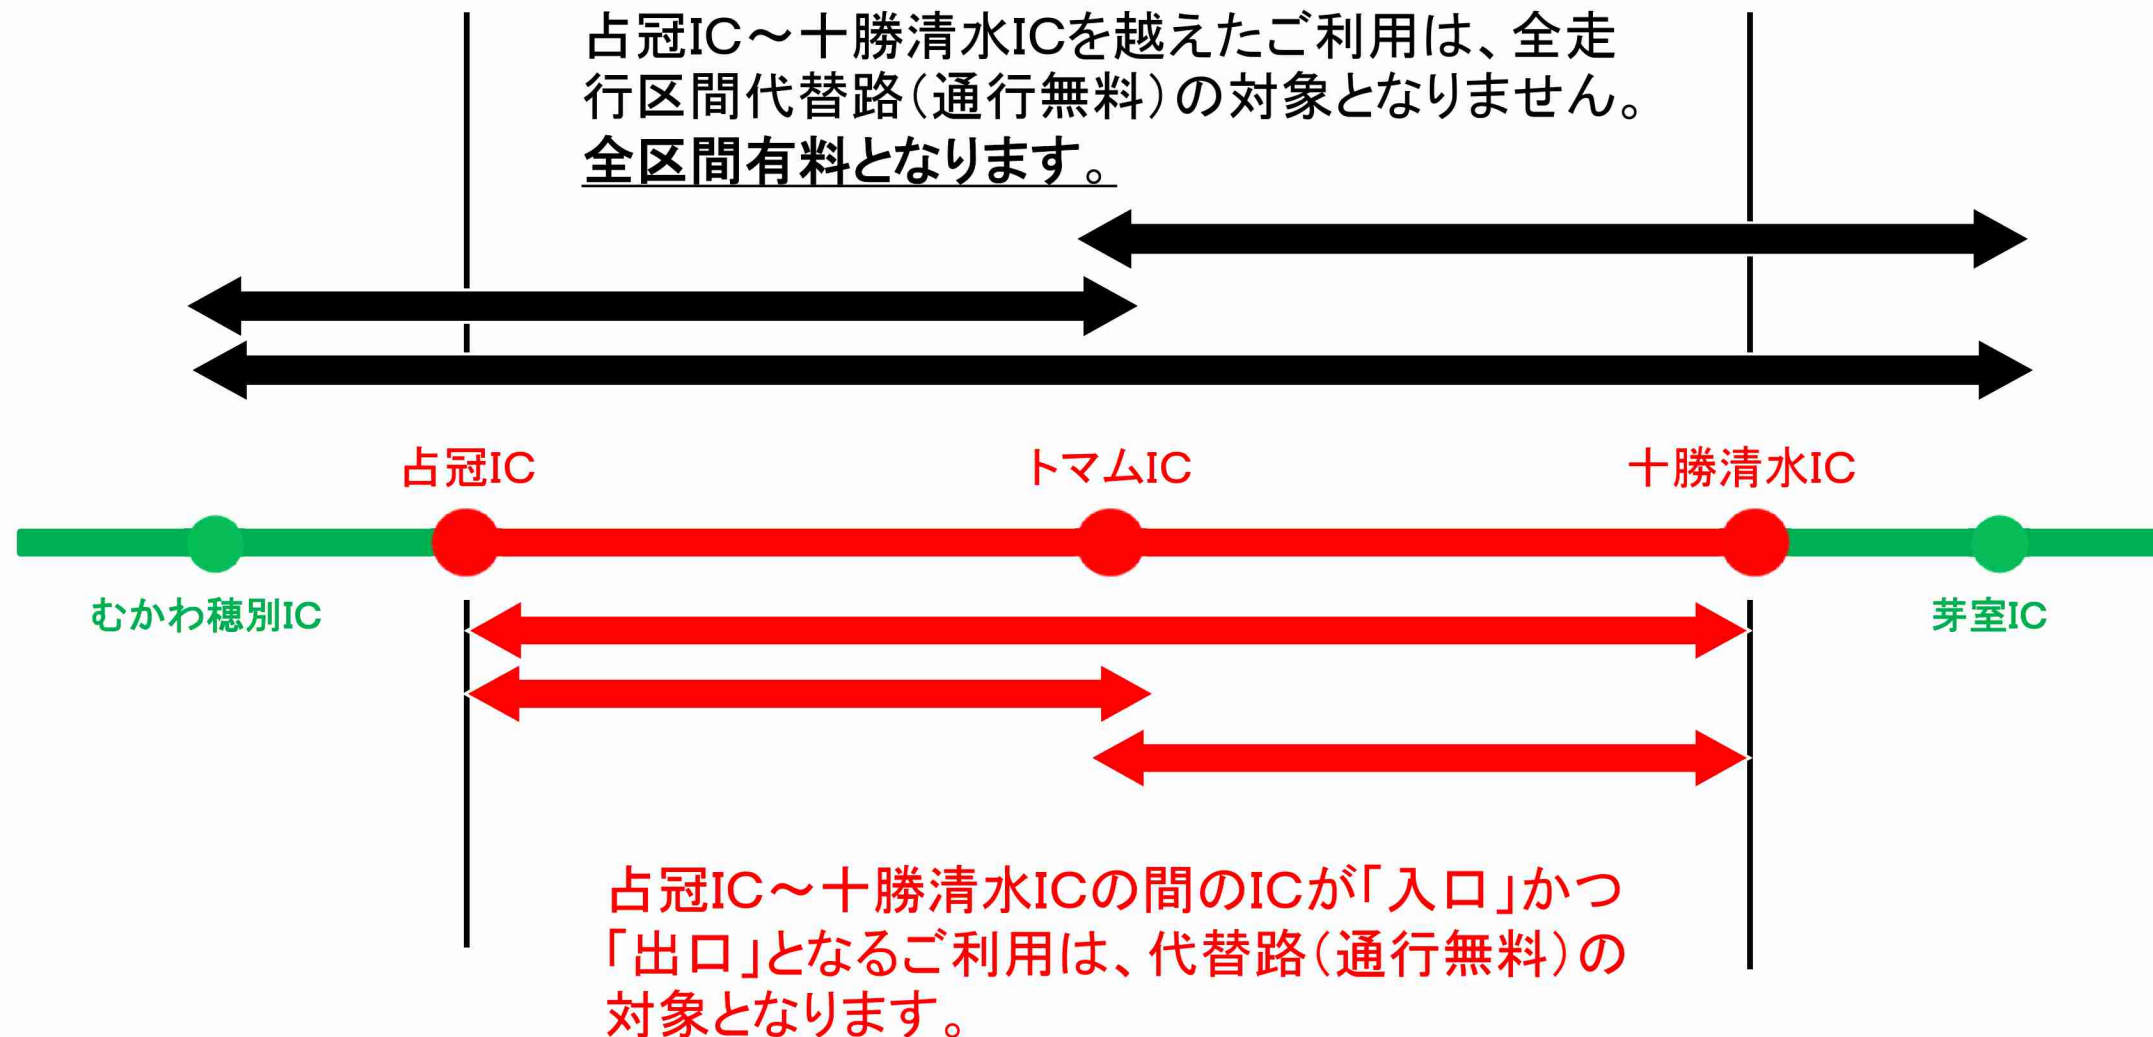 占冠IC～十勝清水ICを越えたご利用は、全走
行区間代替路(通行無料)の対象となりません。
全区間有料となります。
占冠IC
トマムIC
十勝清水IC
むかわ穂別IC
芽室IC
占冠IC～十勝清水ICの間のICが「入口」かつ
「出口」となるご利用は、代替路(通行無料)の
対象となります。